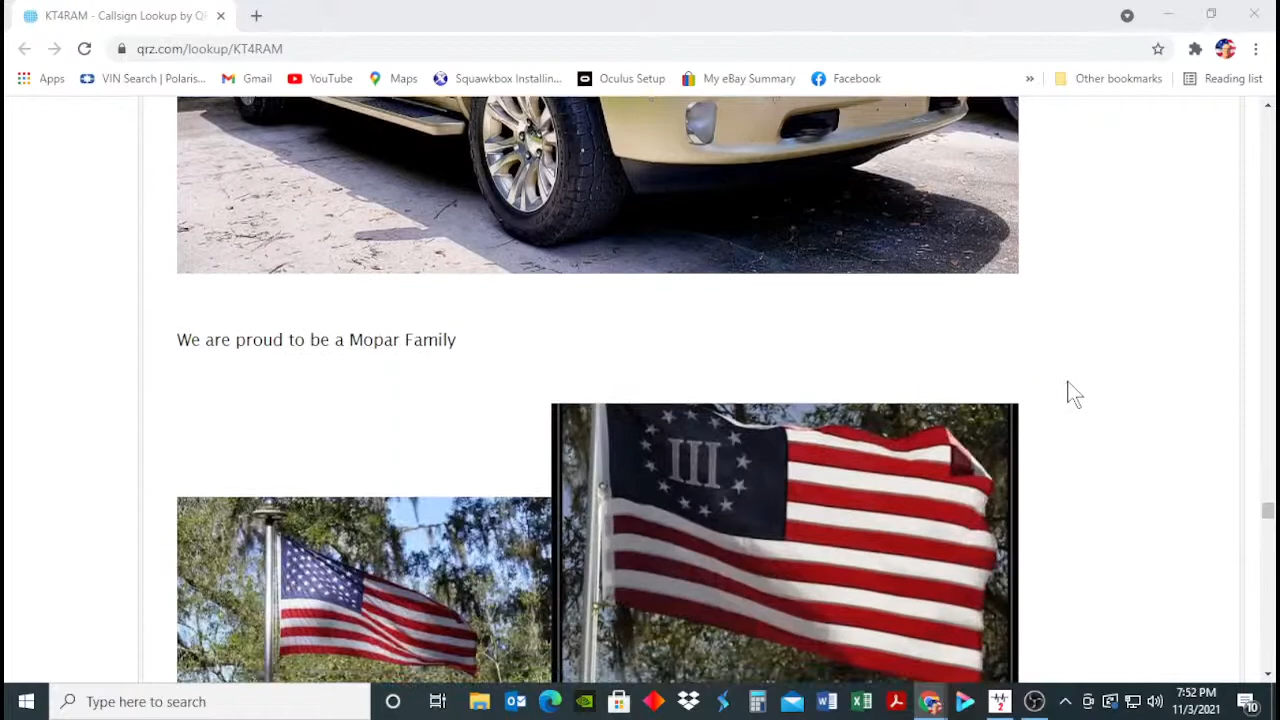 KT4RAM - Callsign Lookup by Q
qrz.com/lookup/KT4RAM
Apps
VIN Search | Polaris...
Gmail
YouTube
Maps
Squawkbox Installin...
Oculus Setup
My eBay Summary
Facebook
»
Other bookmarks
Reading list
We are proud to be a Mopar Family
III
Type here to search
7:52 PM
11/3/2021
10